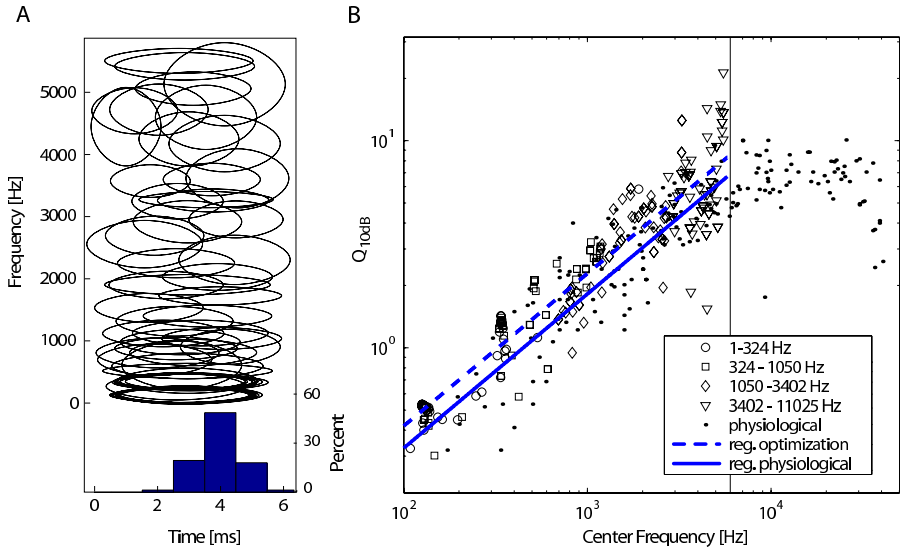 A
B
Frequency [Hz]
5000
4000
3000
2000
1000
0
60
30
0
Percent
0
2
4
6
Time [ms]
Q10dB
10^1
10^0
10^2
10^3
10^4
Center Frequency [Hz]
1-324 Hz
324 - 1050 Hz
1050 -3402 Hz
3402 - 11025 Hz
physiological
reg. optimization
reg. physiological